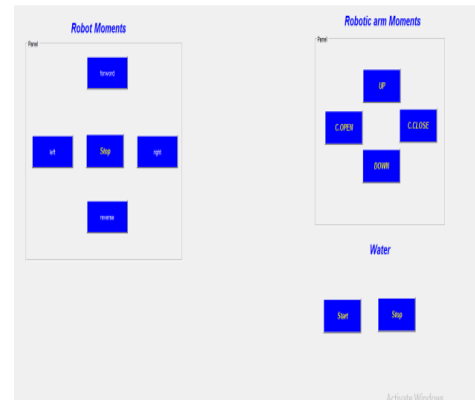 Robot Moments
Panel
forword
left
Stop
right
reverse
Robotic arm Moments
Panel
UP
C.OPEN
C.CLOSE
DOWN
Water
Start
Stop
Activate Windows